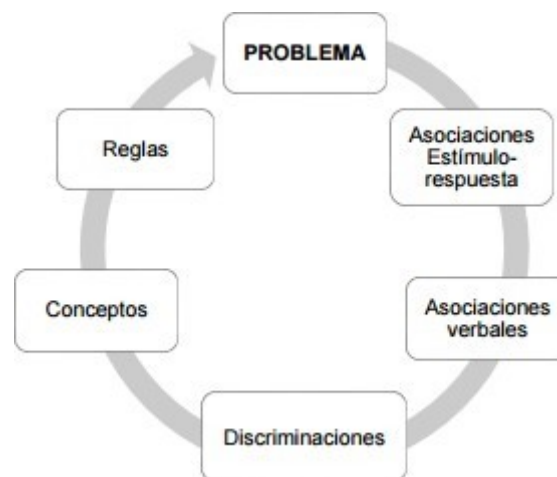 PROBLEMA
Asociaciones
Estímulo-
respuesta
Asociaciones
verbales
Discriminaciones
Conceptos
Reglas